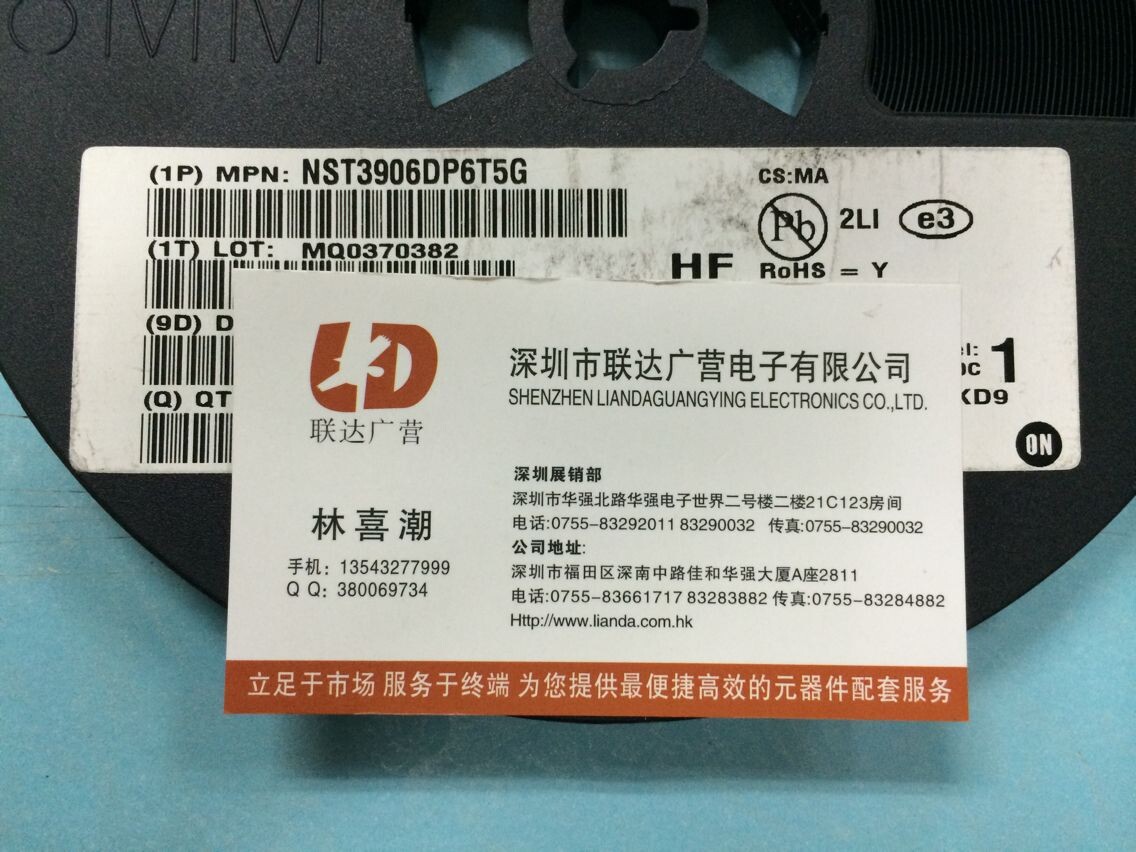 8MM
(1P) MPN: NST3906DP6T5G
CS:MA
Pb 2LI e3
(1T) LOT: MQ0370382
HF RoHS = Y
(9D) D
1
(Q) QT
KD9
ON
LD
联达广营
深圳市联达广营电子有限公司
SHENZHEN LIANDAGUANGYING ELECTRONICS CO.,LTD.
林喜潮
手机：13543277999
Q Q：380069734
深圳展销部
深圳市华强北路华强电子世界二号楼二楼21C123房间
电话:0755-83292011 83290032 传真:0755-83290032
公司地址:
深圳市福田区深南中路佳和华强大厦A座2811
电话:0755-83661717 83283882 传真:0755-83284882
Http://www.lianda.com.hk
立足于市场 服务于终端 为您提供最便捷高效的元器件配套服务